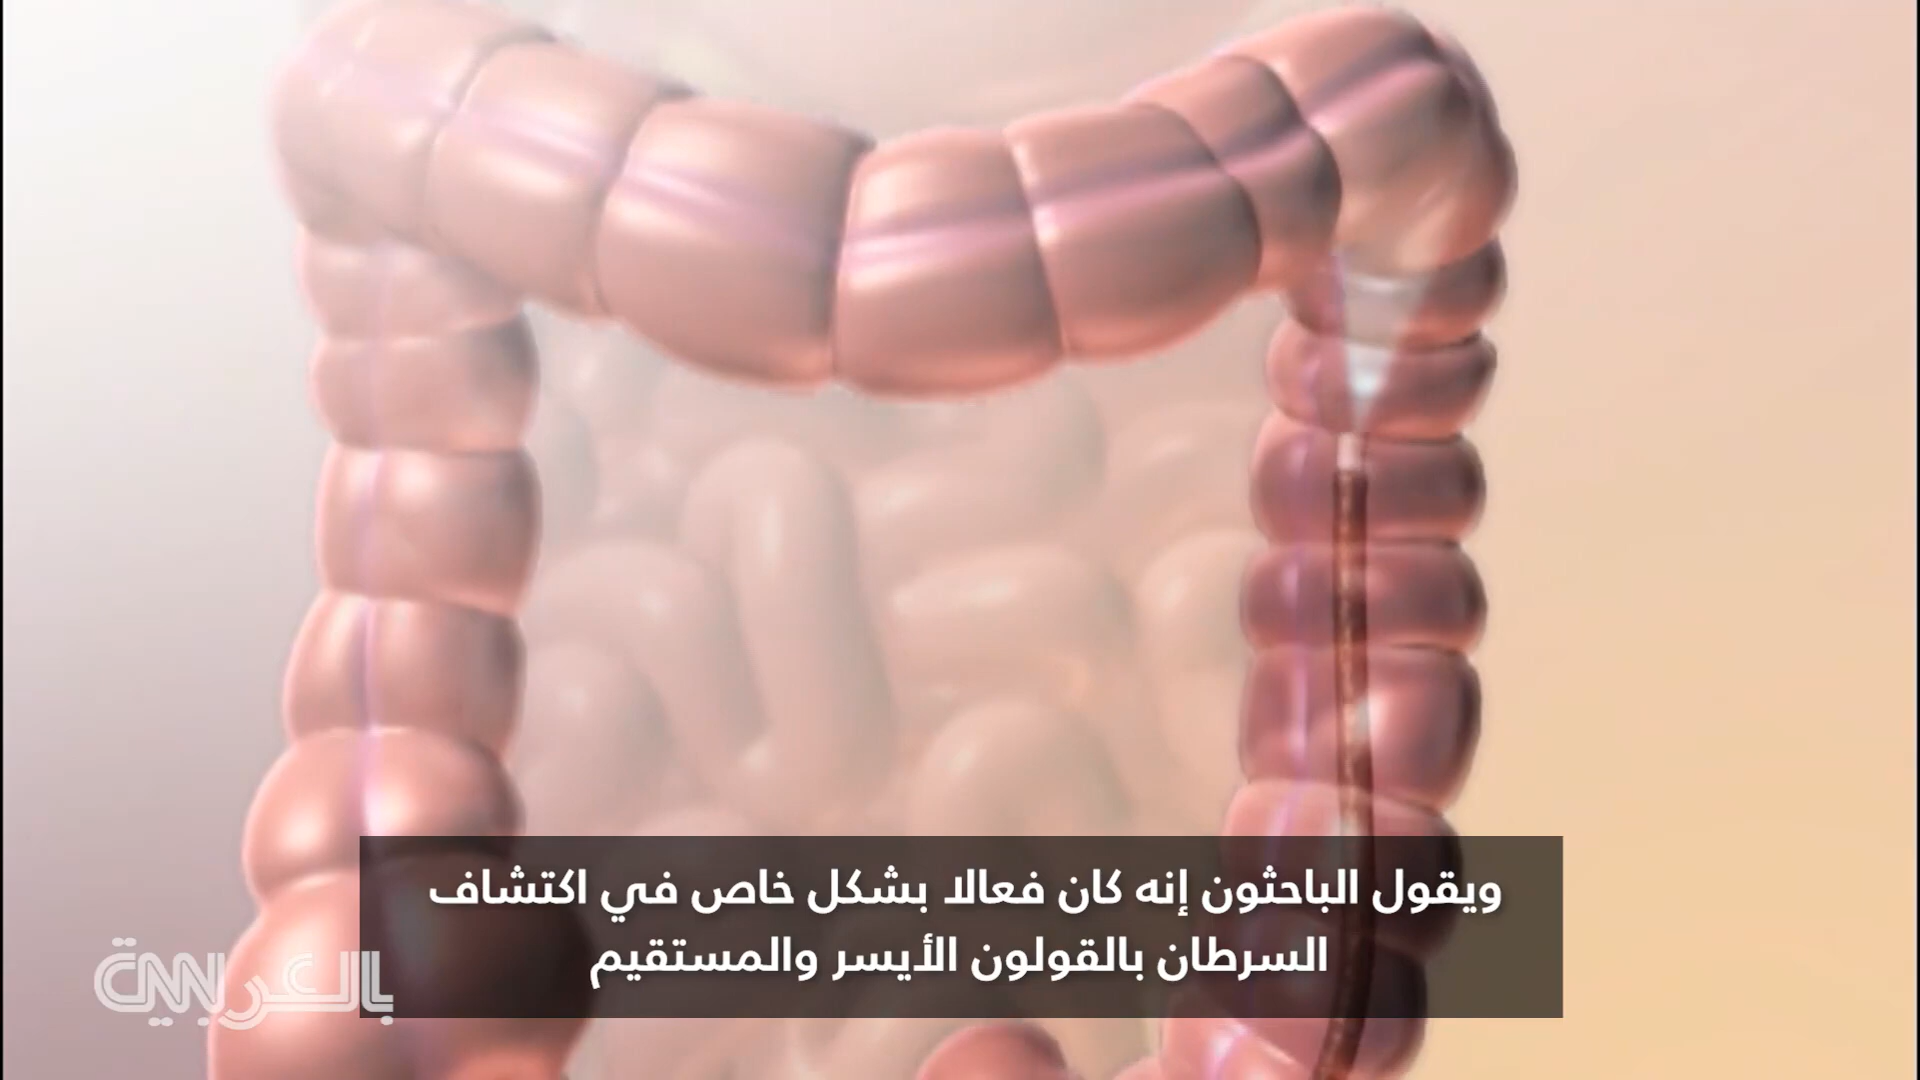 ويقول الباحثون إنه كان فعالا بشكل خاص في اكتشاف
السرطان بالقولون الأيسر والمستقيم
CNN بالعربية